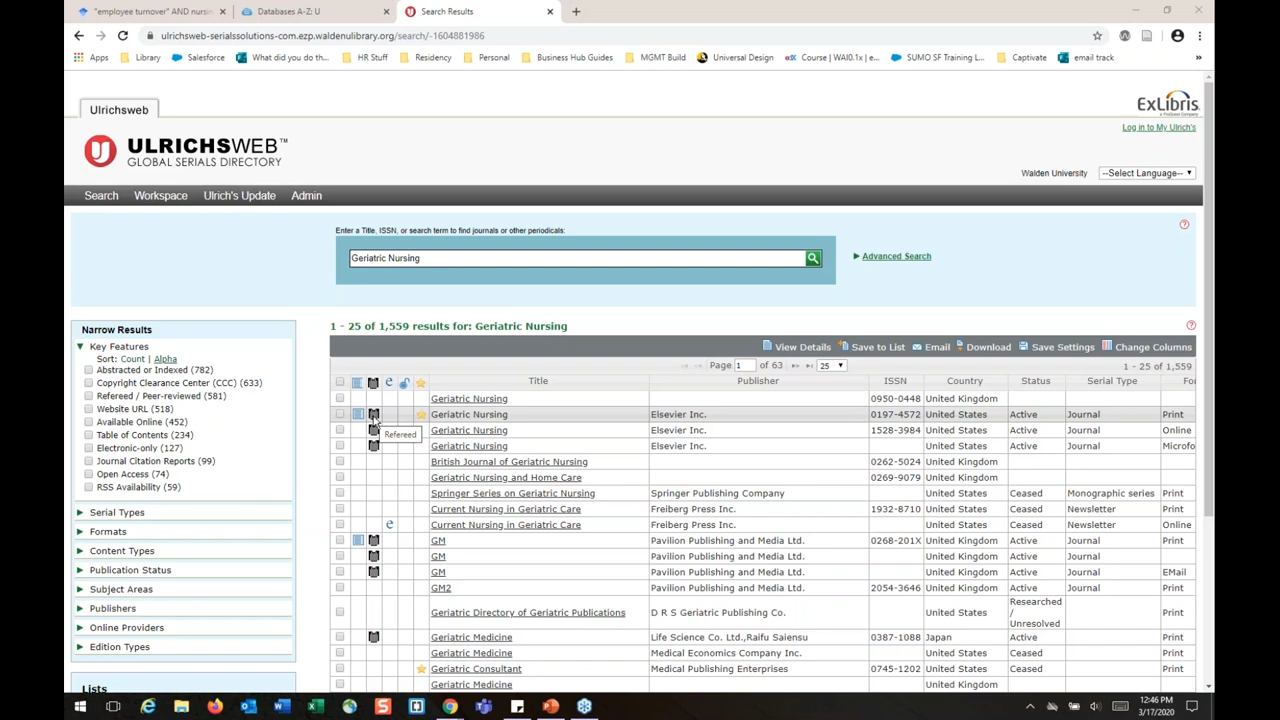 "employee turnover" AND nursin
Databases A-Z: U
Search Results
ulrichsweb-serialssolutions-com.ezp.waldenulibrary.org/search/-1604881986
Apps Library Salesforce What did you do th... HR Stuff Residency Business Hub Guides Personal MGMT Build Universal Design Course | WAI0.1x | e... SUMO SF Training L... Captivate email track
Ulrichsweb
ExLibris
a ProQuest Company
Log in to My Ulrich's
ULRICHSWEB™
GLOBAL SERIALS DIRECTORY
Walden University --Select Language--
Search Workspace Ulrich's Update Admin
Enter a Title, ISSN, or search term to find journals or other periodicals:
Geriatric Nursing
Advanced Search
Narrow Results
Key Features
Sort: Count | Alpha
Abstracted or Indexed (782)
Copyright Clearance Center (CCC) (633)
Refereed / Peer-reviewed (581)
Website URL (518)
Available Online (452)
Table of Contents (234)
Electronic-only (127)
Journal Citation Reports (99)
Open Access (74)
RSS Availability (59)
Serial Types
Formats
Content Types
Publication Status
Subject Areas
Publishers
Online Providers
Edition Types
Lists
1 - 25 of 1,559 results for: Geriatric Nursing
View Details Save to List Email Download Save Settings Change Columns
Page 1 of 63 25 1 - 25 of 1,559
Title Publisher ISSN Country Status Serial Type For
Geriatric Nursing 0950-0448 United Kingdom
Geriatric Nursing Elsevier Inc. 0197-4572 United States Active Journal Print
Refereed
Geriatric Nursing Elsevier Inc. 1528-3984 United Kingdom Active Journal Online
Geriatric Nursing Elsevier Inc. United States Active Journal Microfo
British Journal of Geriatric Nursing 0262-5024 United Kingdom
Geriatric Nursing and Home Care 0269-9079 United Kingdom
Springer Series on Geriatric Nursing Springer Publishing Company United States Ceased Monographic series Print
Current Nursing in Geriatric Care Freiberg Press Inc. 1932-8710 United States Ceased Newsletter Print
Current Nursing in Geriatric Care Freiberg Press Inc. United States Ceased Newsletter Online
GM Pavilion Publishing and Media Ltd. 0268-201X United Kingdom Active Journal Print
GM Pavilion Publishing and Media Ltd. United Kingdom Active Journal
GM Pavilion Publishing and Media Ltd. United Kingdom Active Journal EMail
GM2 Pavilion Publishing and Media Ltd. 2054-3646 United Kingdom Active Journal Print
Geriatric Directory of Geriatric Publications D R S Geriatric Publishing Co. United States Researched / Unresolved Print
Geriatric Medicine Life Science Co. Ltd.,Raifu Saiensu 0387-1088 Japan Active Print
Geriatric Medicine Medical Economics Company Inc. United States Ceased
Geriatric Consultant Medical Publishing Enterprises 0745-1202 United States Ceased Print
Geriatric Medicine United Kingdom
12:46 PM
3/17/2020